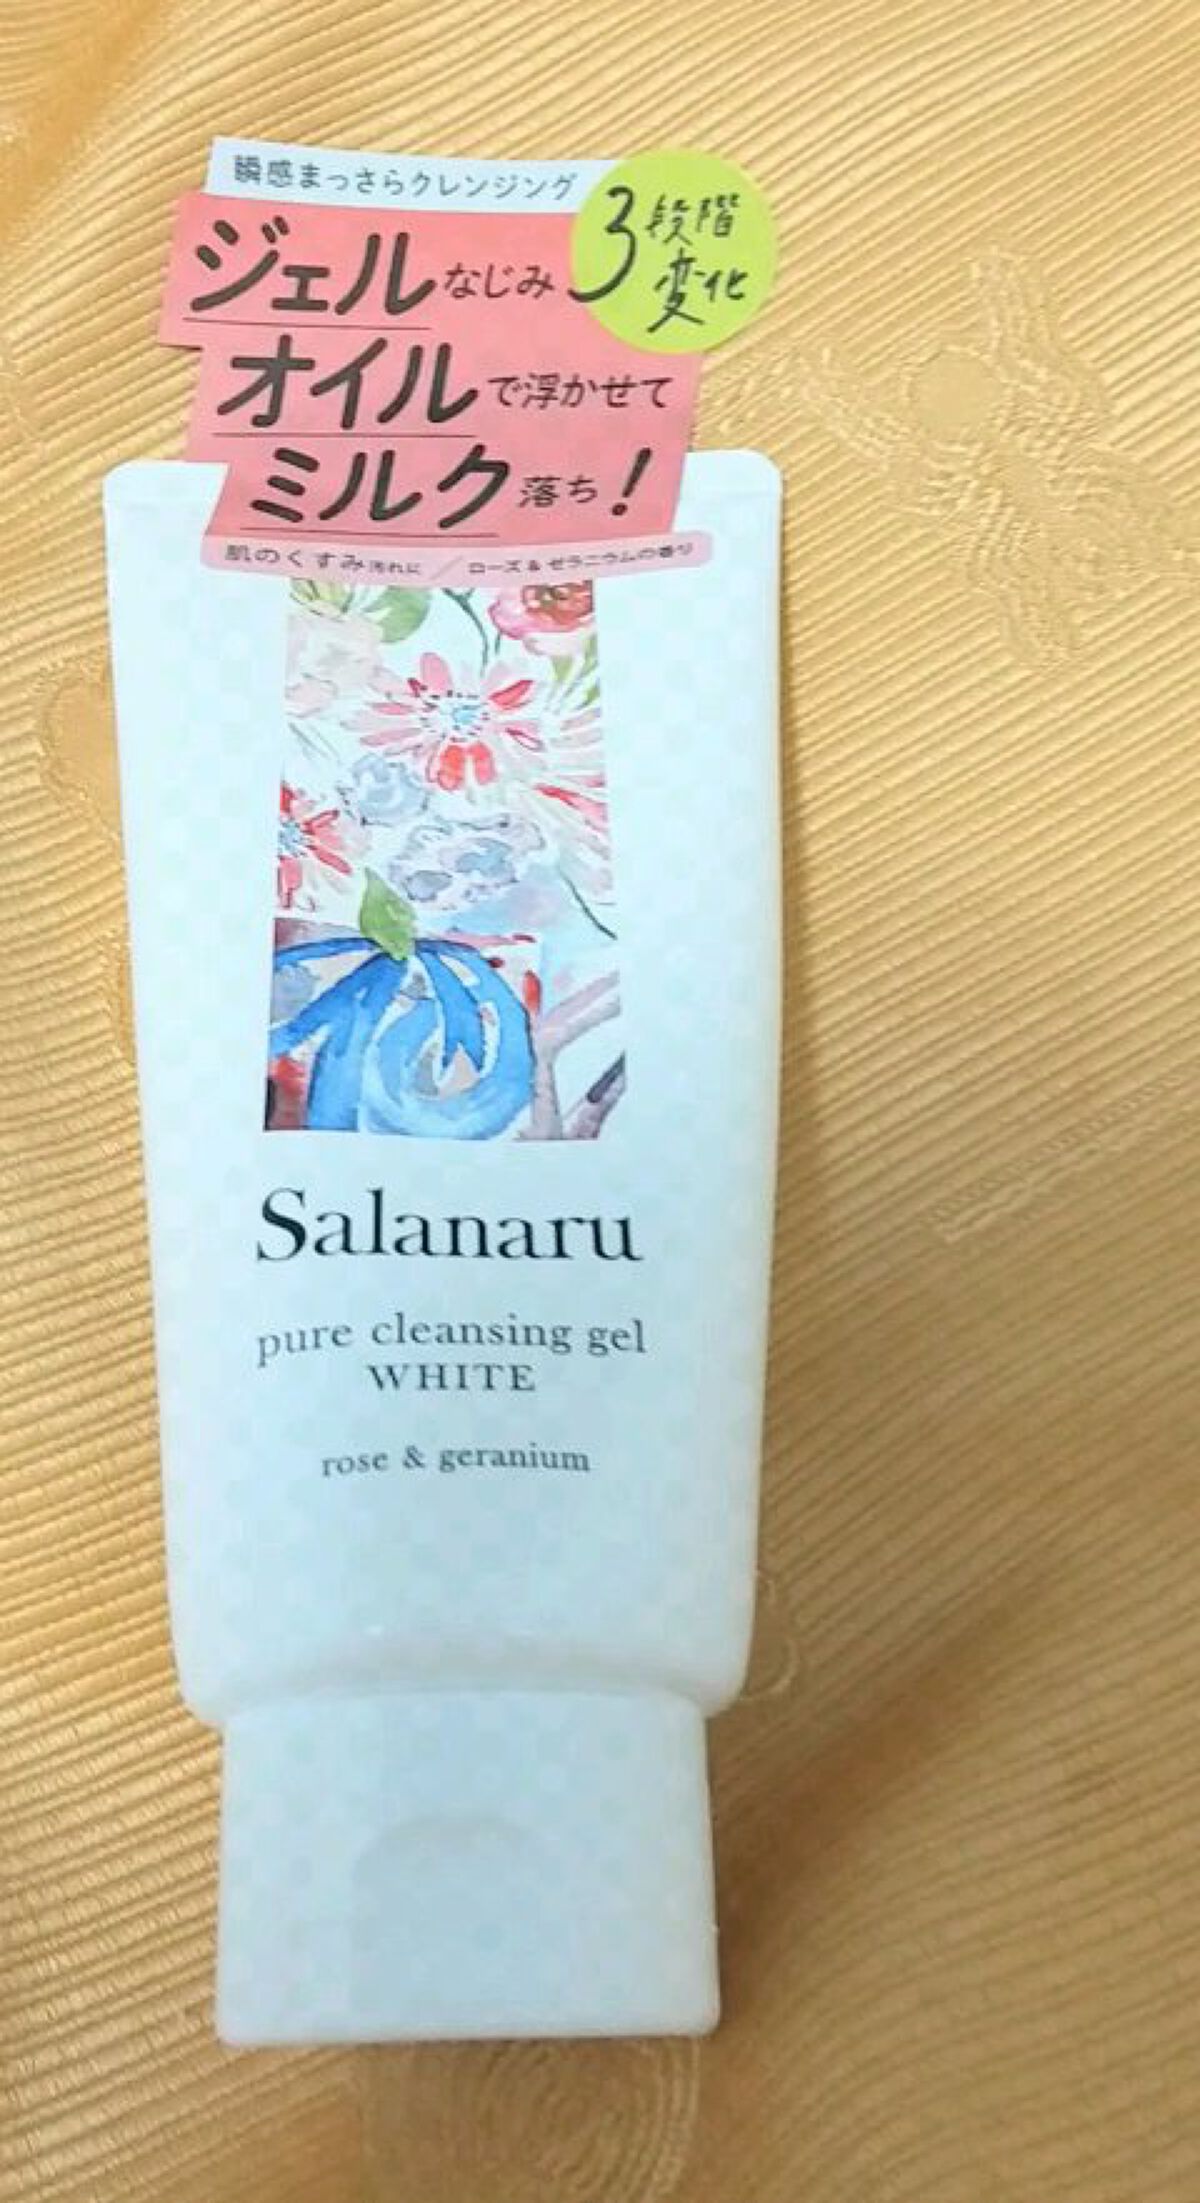 瞬感まっさらクレンジング
3段階
変化
ジェルなじみ
オイルで浮かせて
ミルク落ち!
肌のくすみ汚れに／ローズ&ゼラニウムの香り
Salanaru
pure cleansing gel
WHITE
rose & geranium